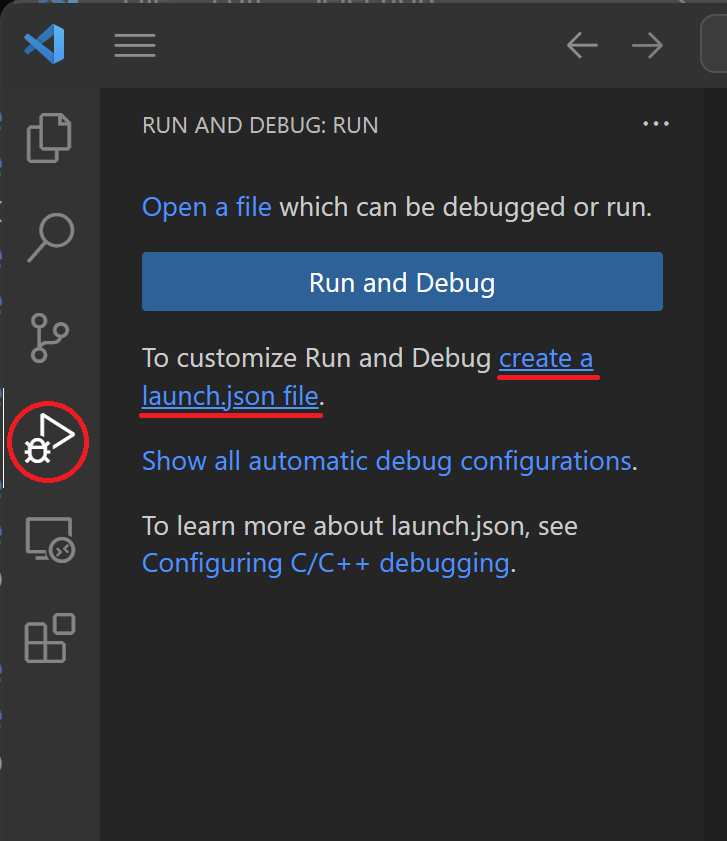 RUN AND DEBUG: RUN
Open a file which can be debugged or run.
Run and Debug
To customize Run and Debug create a
launch.json file.
Show all automatic debug configurations.
To learn more about launch.json, see
Configuring C/C++ debugging.